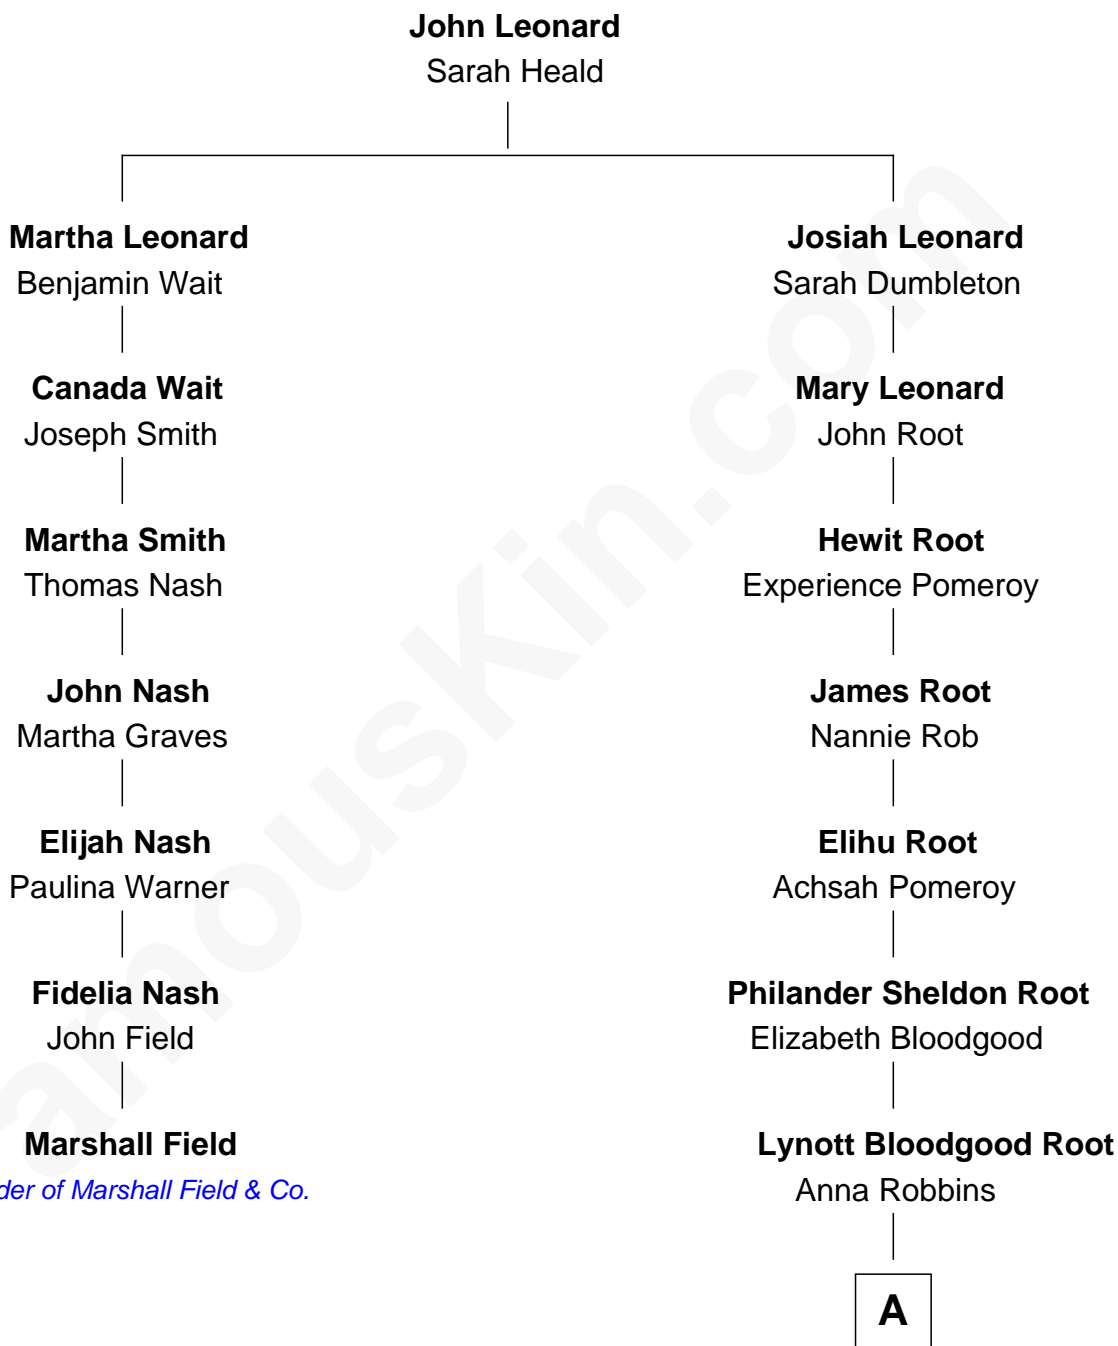 John Leonard
Sarah Heald
Martha Leonard
Benjamin Wait
Josiah Leonard
Sarah Dumbleton
Canada Wait
Joseph Smith
Mary Leonard
John Root
Martha Smith
Thomas Nash
Hewit Root
Experience Pomeroy
John Nash
Martha Graves
James Root
Nannie Rob
Elijah Nash
Paulina Warner
Elihu Root
Achsah Pomeroy
Fidelia Nash
John Field
Philander Sheldon Root
Elizabeth Bloodgood
Marshall Field
der of Marshall Field & Co.
Lynott Bloodgood Root
Anna Robbins
A
amousKin.com